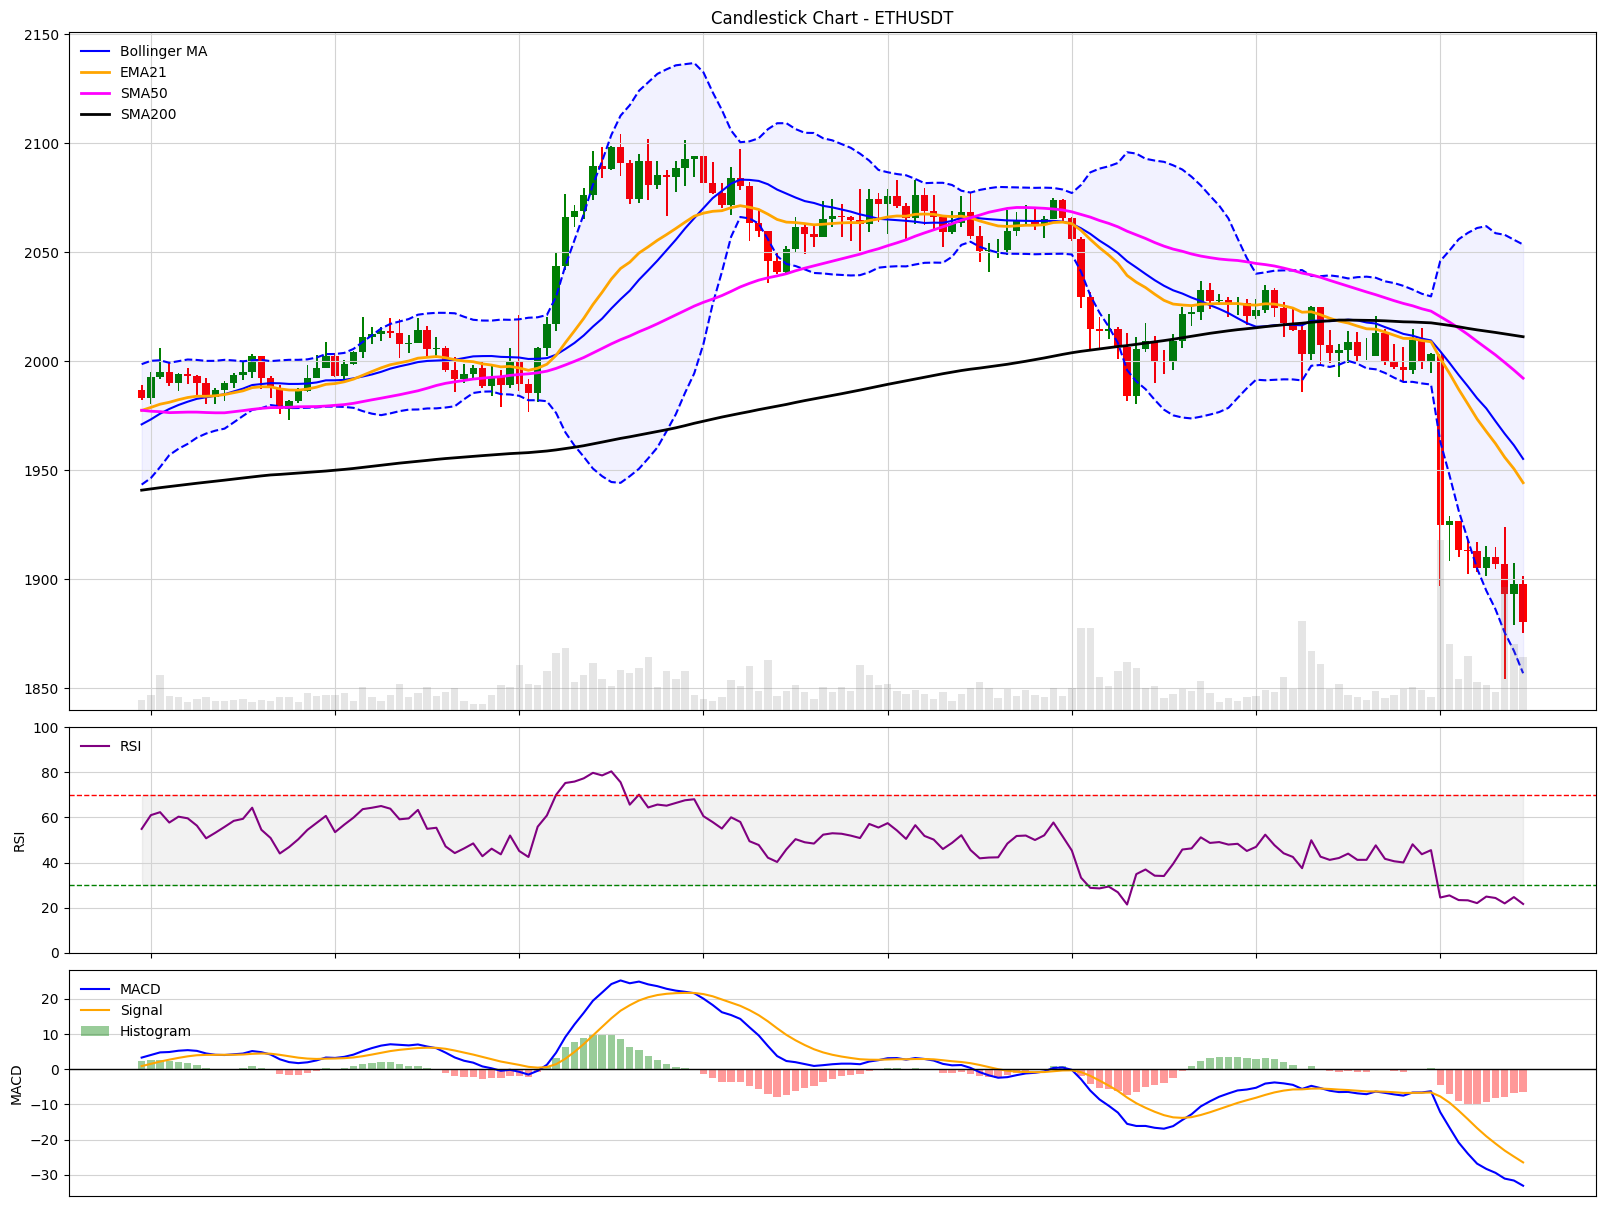 Candlestick Chart - ETHUSDT
2150
2100
2050
2000
1950
1900
1850
Bollinger MA
EMA21
SMA50
SMA200
100
80
60
40
20
0
RSI
RSI
20
10
0
−10
−20
−30
MACD
MACD
Signal
Histogram